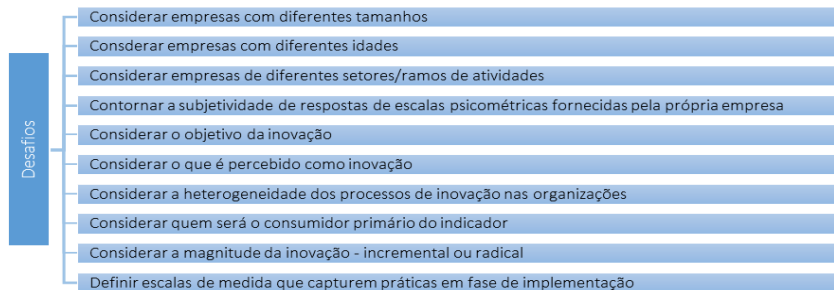 Desafios
Considerar empresas com diferentes tamanhos
Consderar empresas com diferentes idades
Considerar empresas de diferentes setores/ramos de atividades
Contornar a subjetividade de respostas de escalas psicométricas fornecidas pela própria empresa
Considerar o objetivo da inovação
Considerar o que é percebido como inovação
Considerar a heterogeneidade dos processos de inovação nas organizações
Considerar quem será o consumidor primário do indicador
Considerar a magnitude da inovação - incremental ou radical
Definir escalas de medida que capturem práticas em fase de implementação